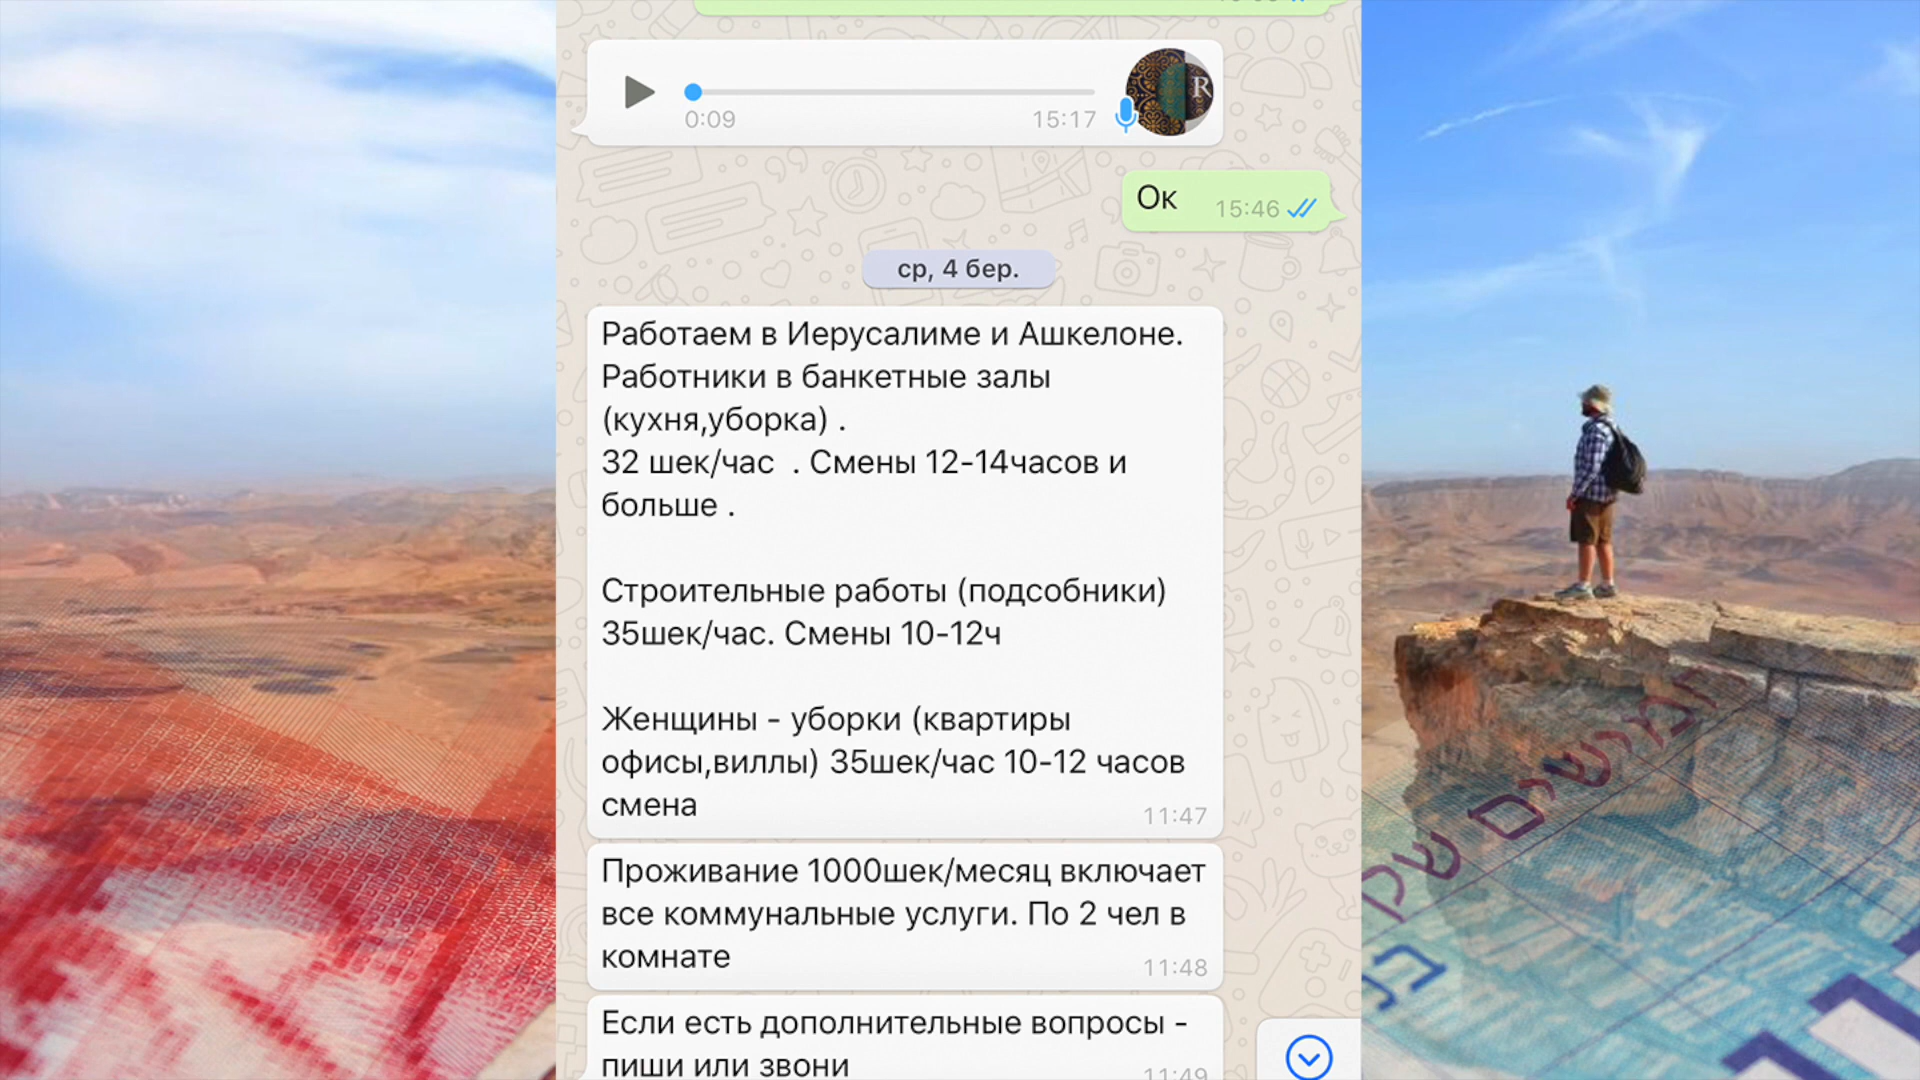 0:09
15:17
R
Ок
15:46
ср, 4 бер.
Работаем в Иерусалиме и Ашкелоне.
Работники в банкетные залы
(кухня,уборка) .
32 шек/час . Смены 12-14часов и
больше .
Строительные работы (подсобники)
35шек/час. Смены 10-12ч
Женщины - уборки (квартиры
офисы,виллы) 35шек/час 10-12 часов
смена
11:47
Проживание 1000шек/месяц включает
все коммунальные услуги. По 2 чел в
комнате
11:48
Если есть дополнительные вопросы -
пиши или звони
11:49